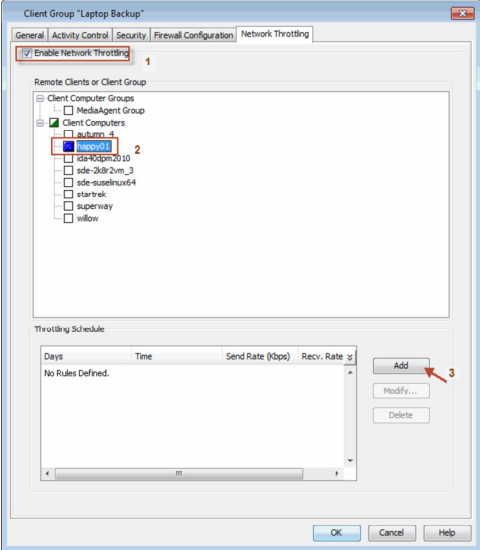 Client Group "Laptop Backup"
General Activity Control Security Firewall Configuration Network Throttling
Enable Network Throttling
1
Remote Clients or Client Group
Client Computer Groups
MediaAgent Group
Client Computers
autumn_4
happy01
2
ida40dpm2010
sde-2k8r2vm_3
sde-suselinux64
startrek
superway
willow
Throttling Schedule
Days Time Send Rate (Kbps) Recv. Rate
No Rules Defined.
Add
3
Modify...
Delete
OK Cancel Help